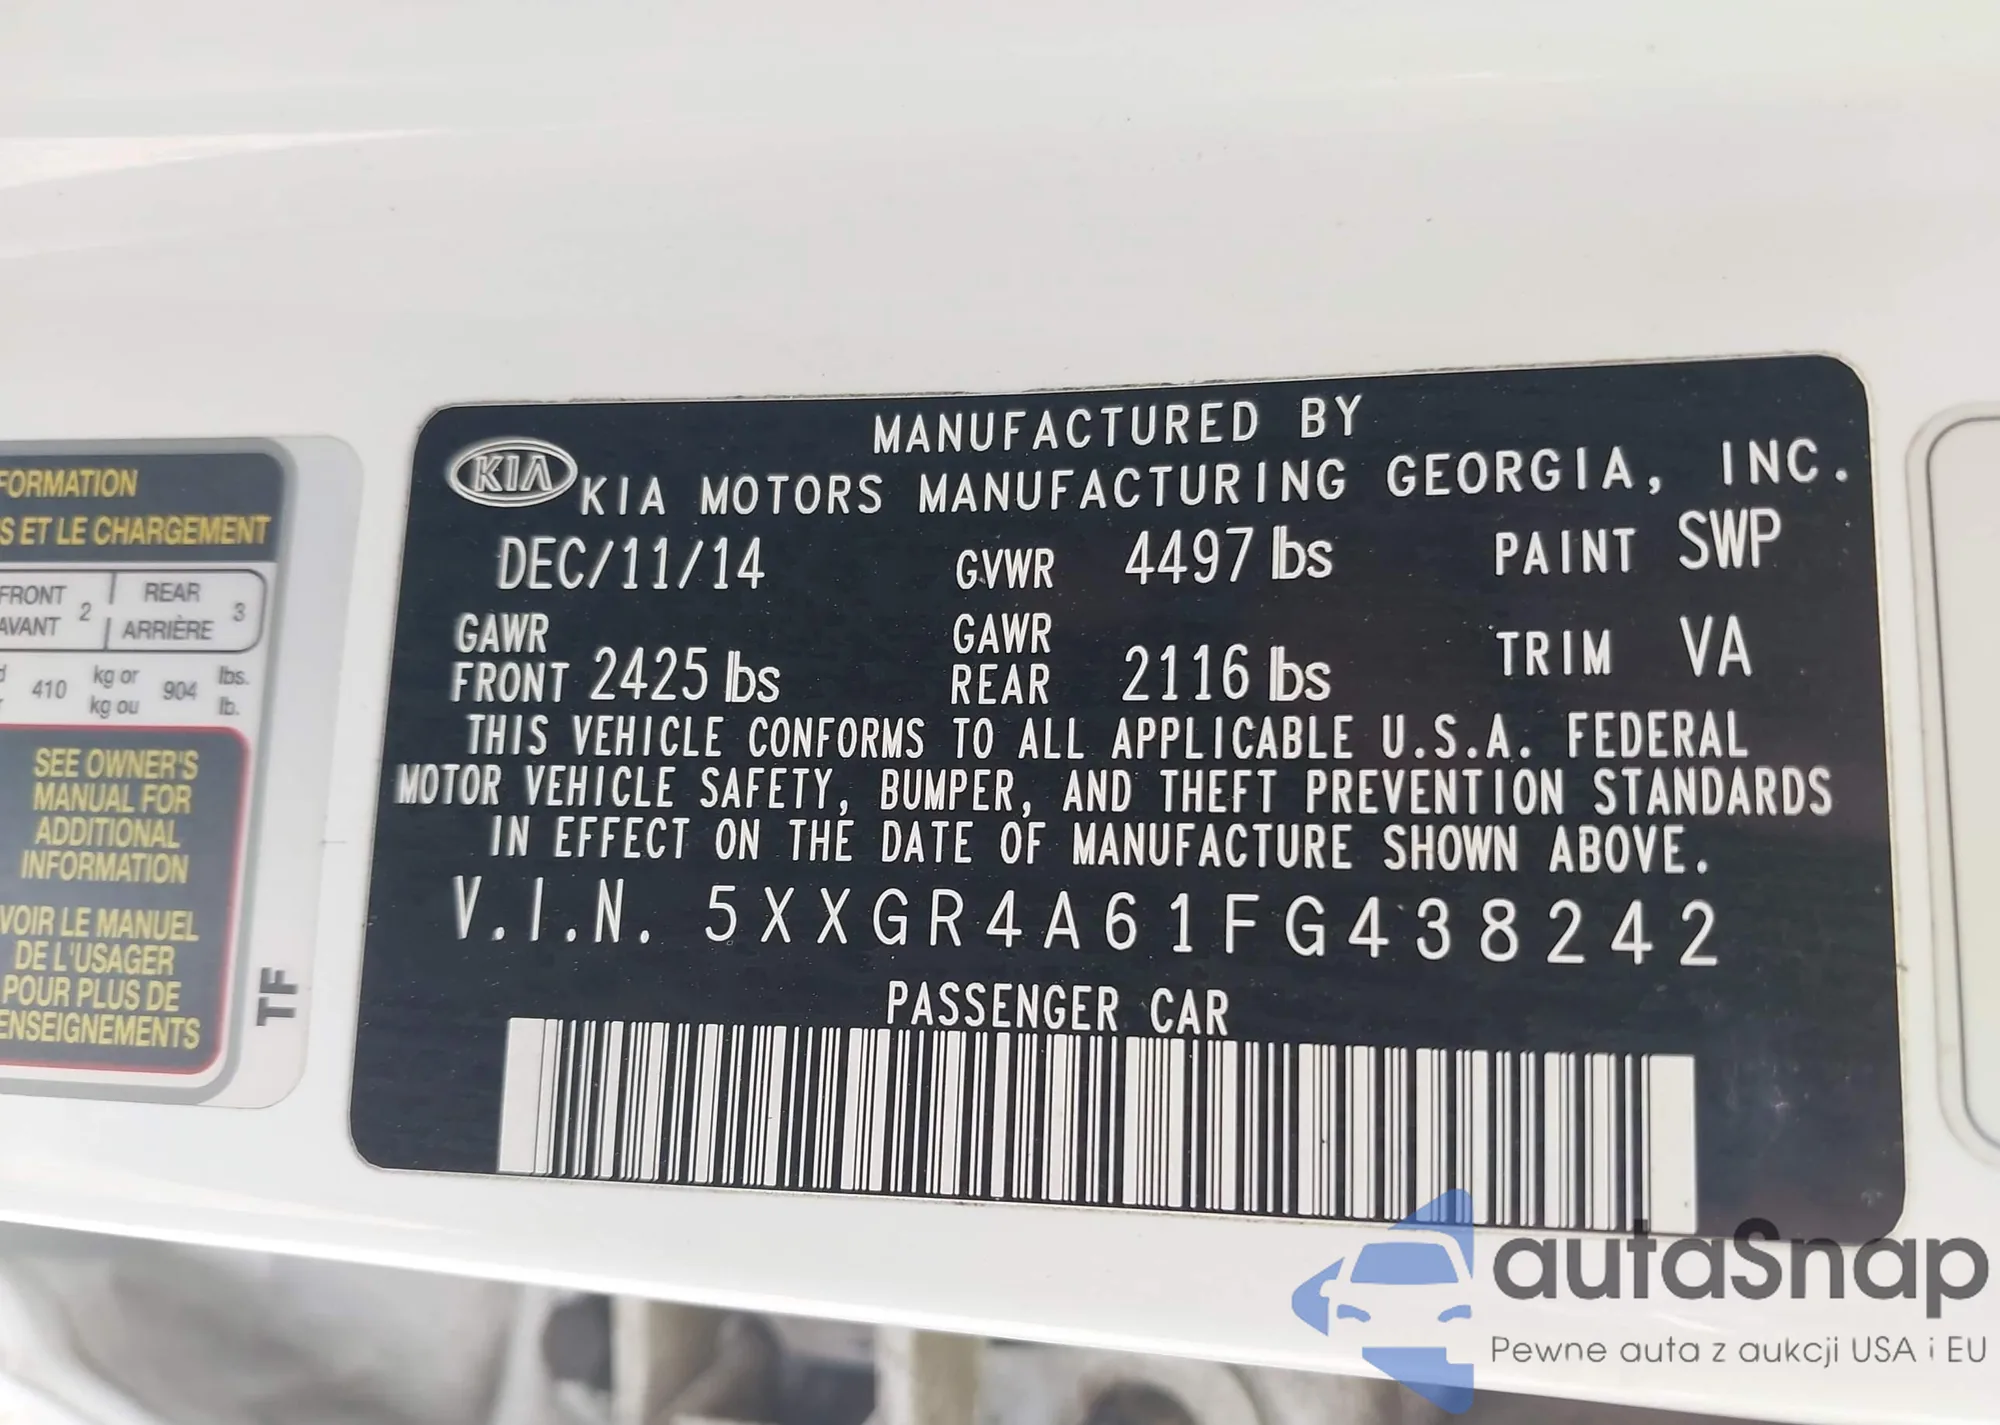 FORMATION
S ET LE CHARGEMENT
FRONT 2 REAR 3
AVANT ARRIÈRE
410 kg or 904 lbs.
kg ou lb.
SEE OWNER'S
MANUAL FOR
ADDITIONAL
INFORMATION
VOIR LE MANUEL
DE L'USAGER
POUR PLUS DE
ENSEIGNEMENTS
TF
MANUFACTURED BY
KIA KIA MOTORS MANUFACTURING GEORGIA, INC.
DEC/11/14 GVWR 4497 lbs PAINT SWP
GAWR GAWR
FRONT 2425 lbs REAR 2116 lbs TRIM VA
THIS VEHICLE CONFORMS TO ALL APPLICABLE U.S.A. FEDERAL
MOTOR VEHICLE SAFETY, BUMPER, AND THEFT PREVENTION STANDARDS
IN EFFECT ON THE DATE OF MANUFACTURE SHOWN ABOVE.
V.I.N. 5XXGR4A61FG438242
PASSENGER CAR
autaSnap
Pewne auta z aukcji USA i EU